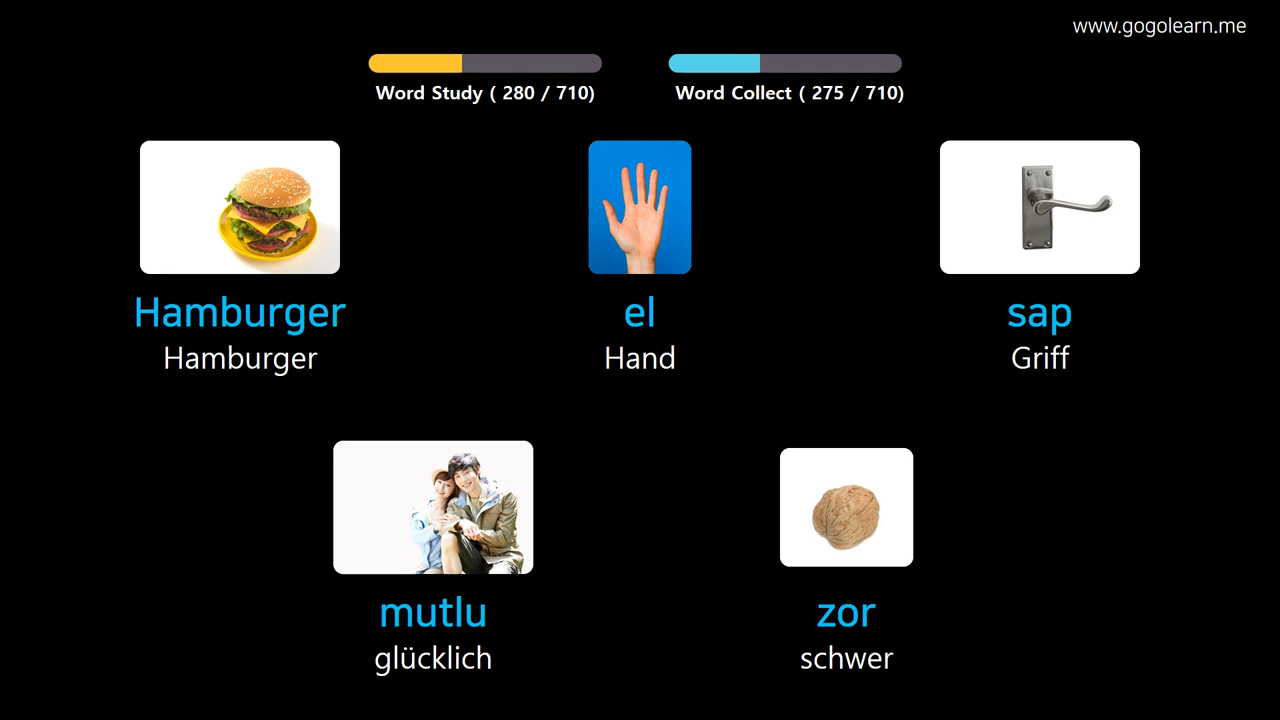 www.gogolearn.me
Word Study ( 280 / 710)
Word Collect ( 275 / 710)
Hamburger
Hamburger
el
Hand
sap
Griff
mutlu
glücklich
zor
schwer